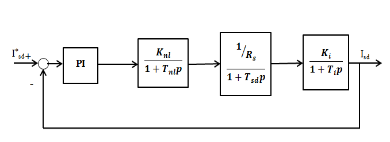 I*sd+
-
PI
Knl
1 + Tnlp
1/Rs
1 + Tsdp
Ki
1 + Tip
Isd